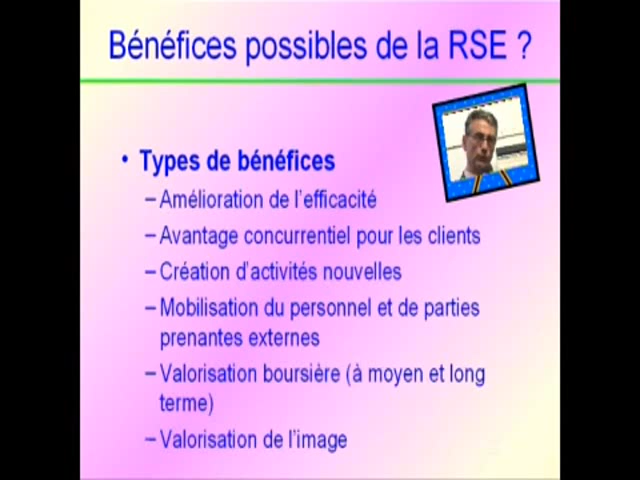 Bénéfices possibles de la RSE ?
• Types de bénéfices
– Amélioration de l'efficacité
– Avantage concurrentiel pour les clients
– Création d'activités nouvelles
– Mobilisation du personnel et de parties
prenantes externes
– Valorisation boursière (à moyen et long
terme)
– Valorisation de l'image